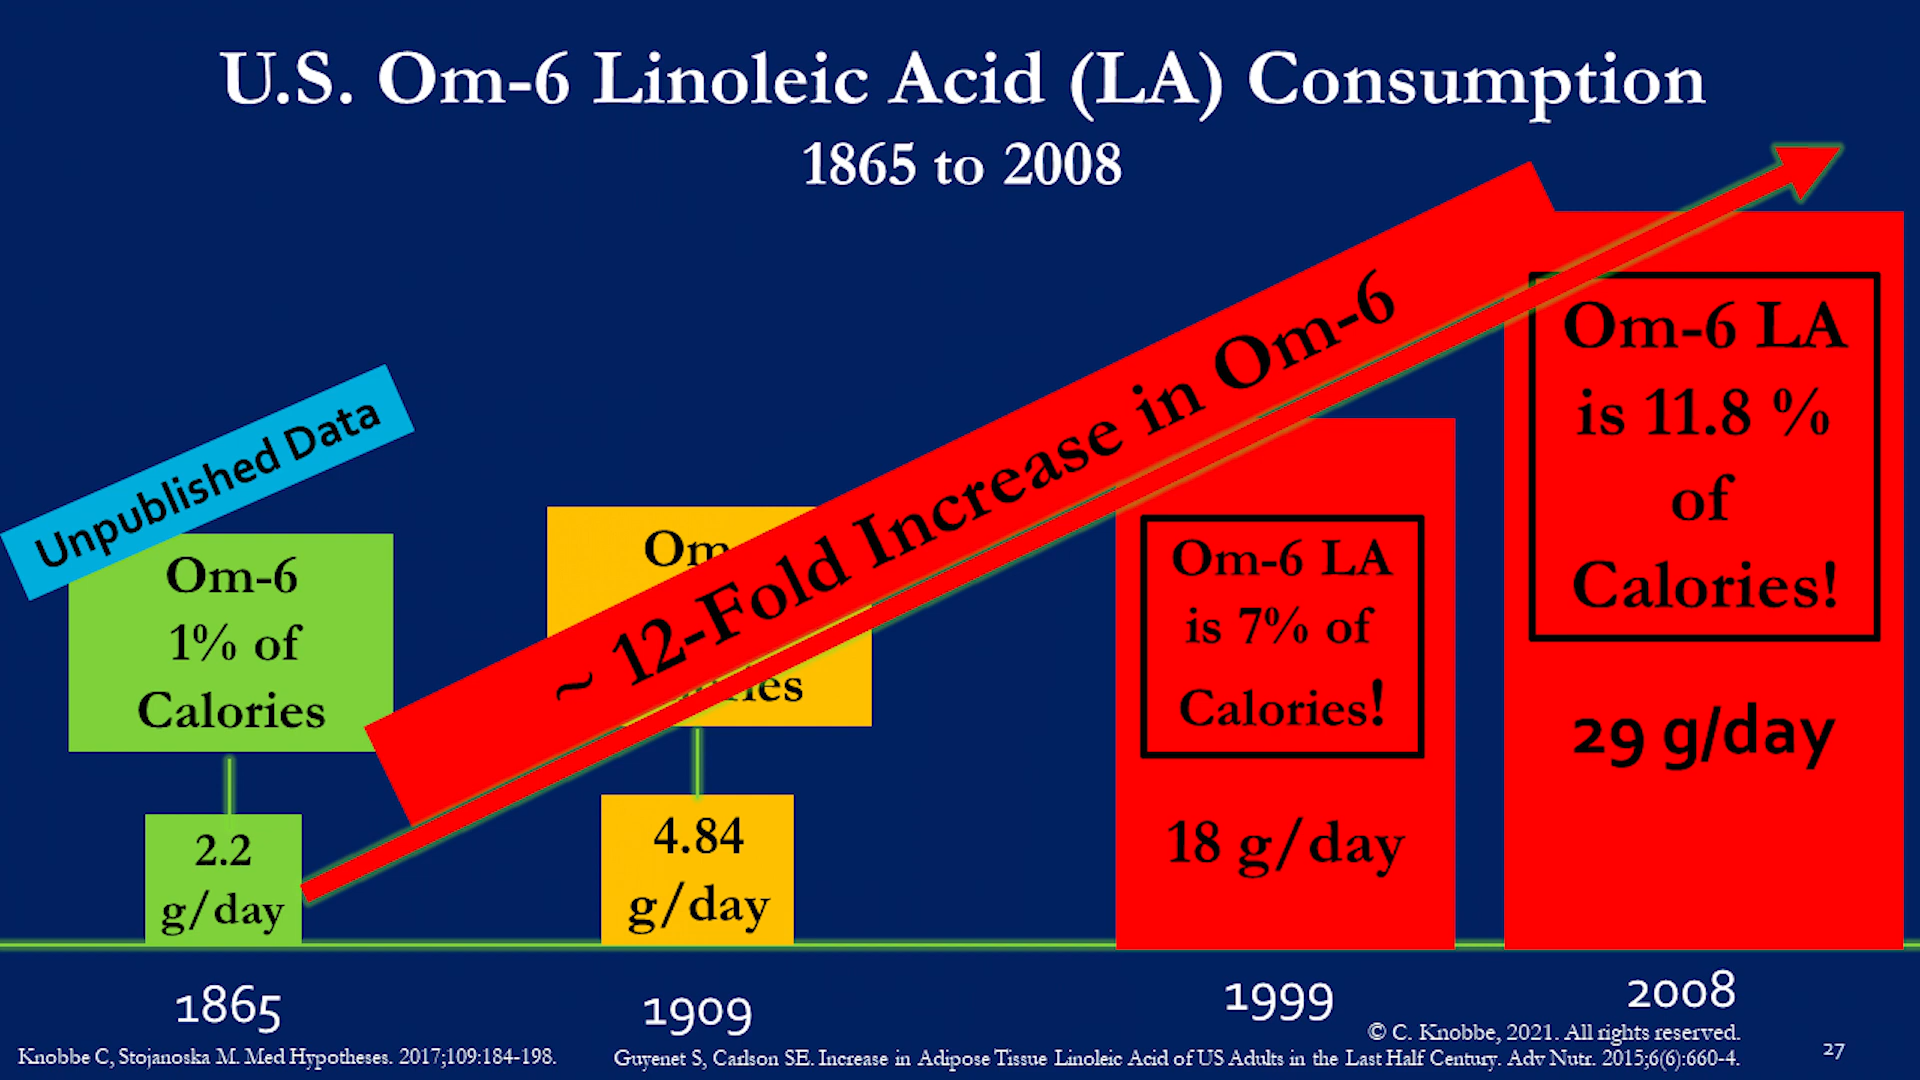 U.S. Om-6 Linoleic Acid (LA) Consumption
1865 to 2008
Unpublished Data
Om-6
1% of
Calories
2.2
g/day
4.84
g/day
~ 12-Fold Increase in Om-6
Om-6 LA
is 7% of
Calories!
18 g/day
Om-6 LA
is 11.8 %
of
Calories!
29 g/day
1865
1909
1999
2008
© C. Knobbe, 2021. All rights reserved.
Knobbe C, Stojanoska M. Med Hypotheses. 2017;109:184-198.
Guyenet S, Carlson SE. Increase in Adipose Tissue Linoleic Acid of US Adults in the Last Half Century. Adv Nutr. 2015;6(6):660-4.
27